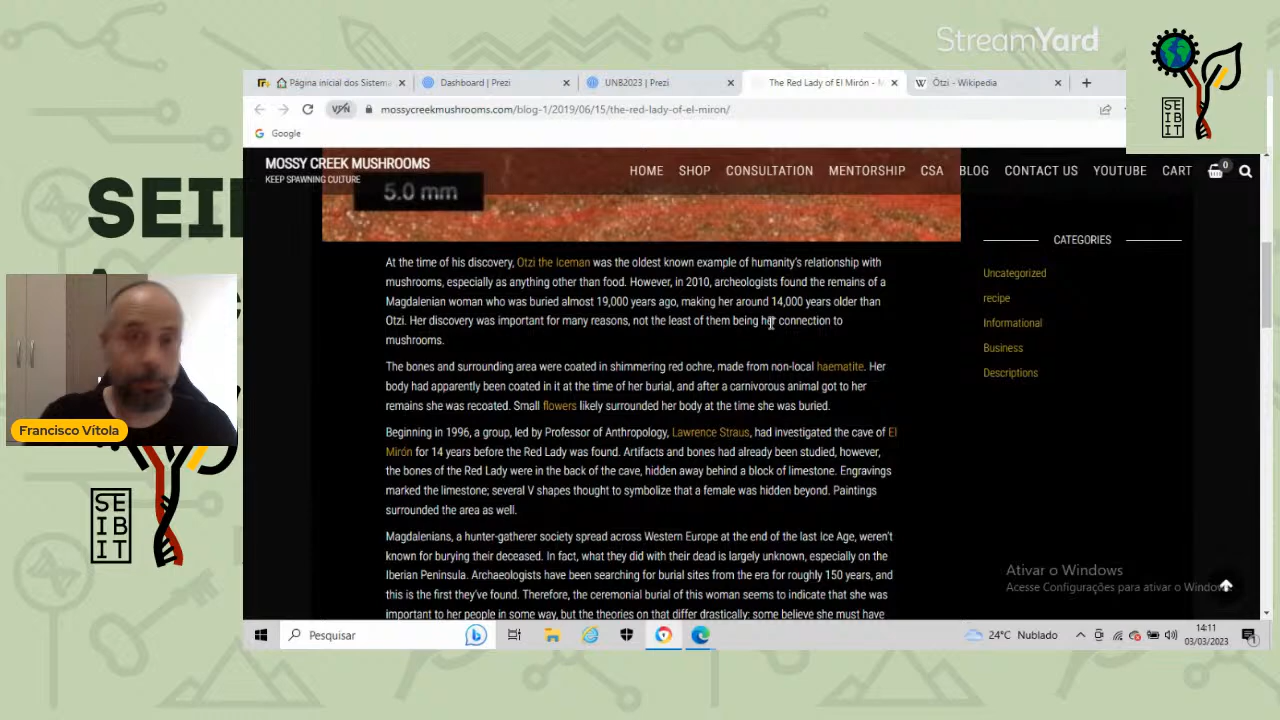 StreamYard
SEI
Página inicial dos Sistema
Dashboard | Prezi
UNB2023 | Prezi
The Red Lady of El Mirón - M
Ötzi - Wikipedia
VPN
mossycreekmushrooms.com/blog-1/2019/06/15/the-red-lady-of-el-miron/
Google
SE
IB
IT
MOSSY CREEK MUSHROOMS
KEEP SPAWNING CULTURE
HOME SHOP CONSULTATION MENTORSHIP CSA BLOG CONTACT US YOUTUBE CART 0
5.0 mm
At the time of his discovery, Otzi the Iceman was the oldest known example of humanity's relationship with
mushrooms, especially as anything other than food. However, in 2010, archeologists found the remains of a
Magdalenian woman who was buried almost 19,000 years ago, making her around 14,000 years older than
Otzi. Her discovery was important for many reasons, not the least of them being her connection to
mushrooms.
The bones and surrounding area were coated in shimmering red ochre, made from non-local haematite. Her
body had apparently been coated in it at the time of her burial, and after a carnivorous animal got to her
remains she was recoated. Small flowers likely surrounded her body at the time she was buried.
Beginning in 1996, a group, led by Professor of Anthropology, Lawrence Straus, had investigated the cave of El
Mirón for 14 years before the Red Lady was found. Artifacts and bones had already been studied, however,
the bones of the Red Lady were in the back of the cave, hidden away behind a block of limestone. Engravings
marked the limestone; several V shapes thought to symbolize that a female was hidden beyond. Paintings
surrounded the area as well.
Magdalenians, a hunter-gatherer society spread across Western Europe at the end of the last Ice Age, weren't
known for burying their deceased. In fact, what they did with their dead is largely unknown, especially on the
Iberian Peninsula. Archaeologists have been searching for burial sites from the era for roughly 150 years, and
this is the first they've found. Therefore, the ceremonial burial of this woman seems to indicate that she was
important to her people in some way, but the theories on that differ drastically: some believe she must have
CATEGORIES
Uncategorized
recipe
Informational
Business
Descriptions
Francisco Vítola
SE
IB
IT
Ativar o Windows
Acesse Configurações para ativar o Windows.
Pesquisar
24°C Nublado
14:11
03/03/2023
1